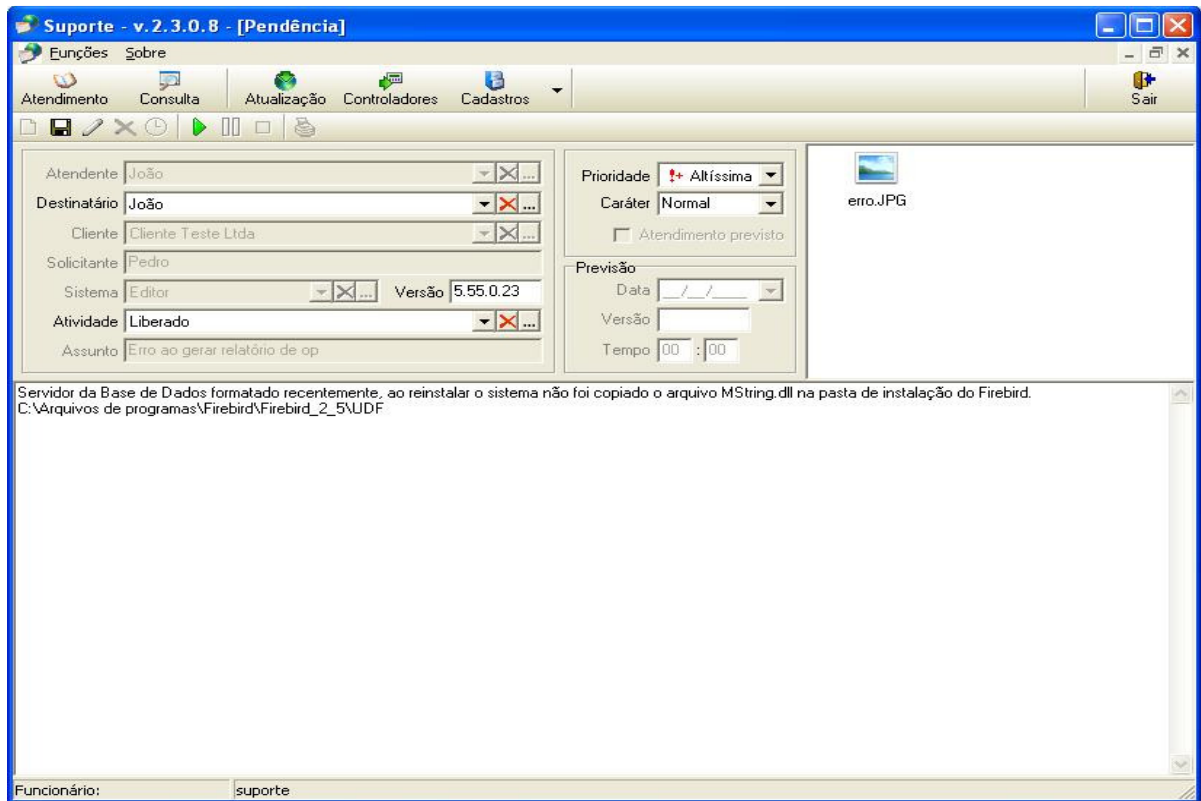 Suporte - v.2.3.0.8 - [Pendência]
Funções Sobre
Atendimento Consulta Atualização Controladores Cadastros Sair
Atendente João
Destinatário João
Cliente Cliente Teste Ltda
Solicitante Pedro
Sistema Editor Versão 5.55.0.23
Atividade Liberado
Assunto Erro ao gerar relatório de op
Prioridade !+ Altíssima
Caráter Normal
Atendimento previsto
Previsão
Data __/__/____
Versão
Tempo 00 : 00
erro.JPG
Servidor da Base de Dados formatado recentemente, ao reinstalar o sistema não foi copiado o arquivo MString.dll na pasta de instalação do Firebird.
C:\Arquivos de programas\Firebird\Firebird_2_5\UDF
Funcionário: suporte